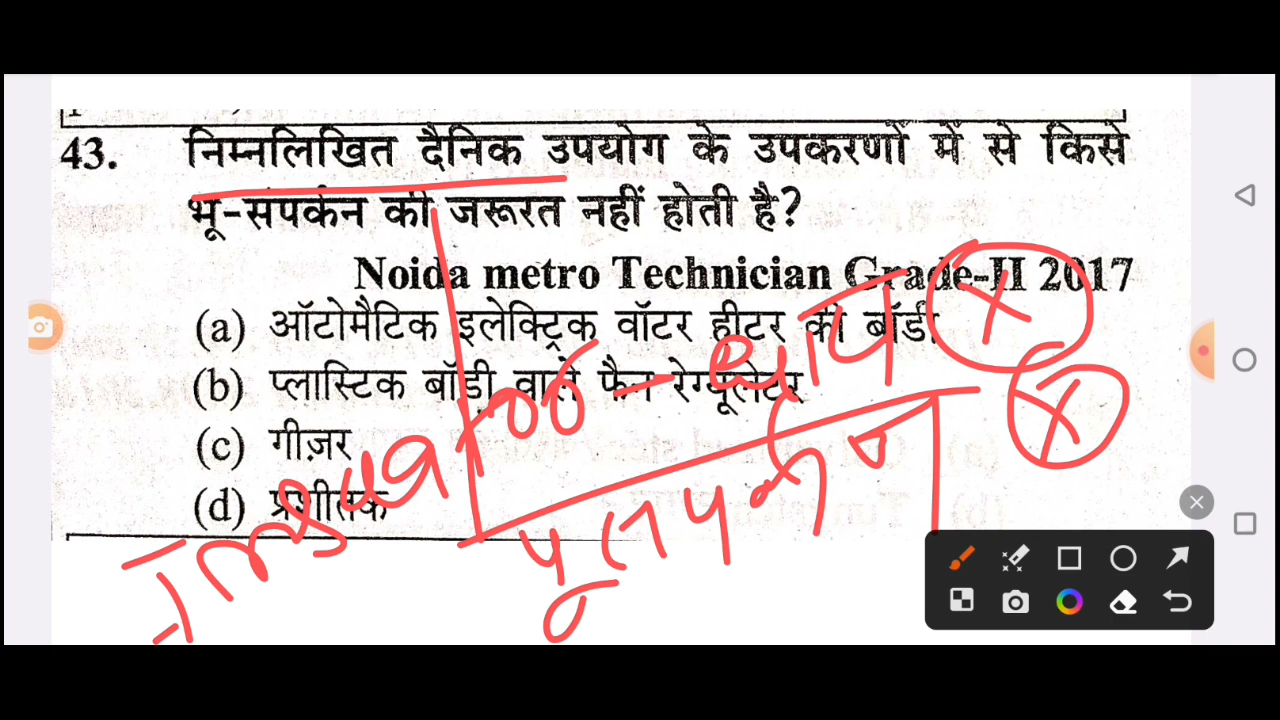 43. निम्नलिखित दैनिक उपयोग के उपकरणों में से किसे
भू-संपर्कन की जरूरत नहीं होती है?
Noida metro Technician Grade-II 2017
(a) ऑटोमैटिक इलेक्ट्रिक वॉटर हीटर की बॉडी
(b) प्लास्टिक बॉडी वाले फैन रेग्यूलेटर
(c) गीज़र
(d) प्रशीतक